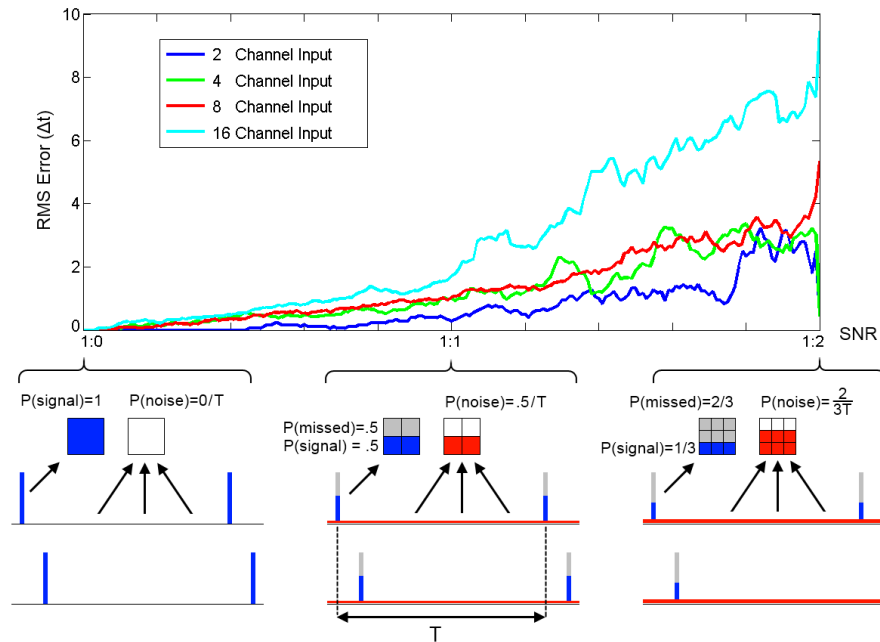 10
8
6
4
2
0
RMS Error (Δt)
2 Channel Input
4 Channel Input
8 Channel Input
16 Channel Input
1:0
1:1
1:2
SNR
P(signal)=1
P(noise)=0/T
P(missed)=.5
P(signal) = .5
P(noise)=.5/T
P(missed)=2/3
P(signal)=1/3
P(noise)=2/3T
T